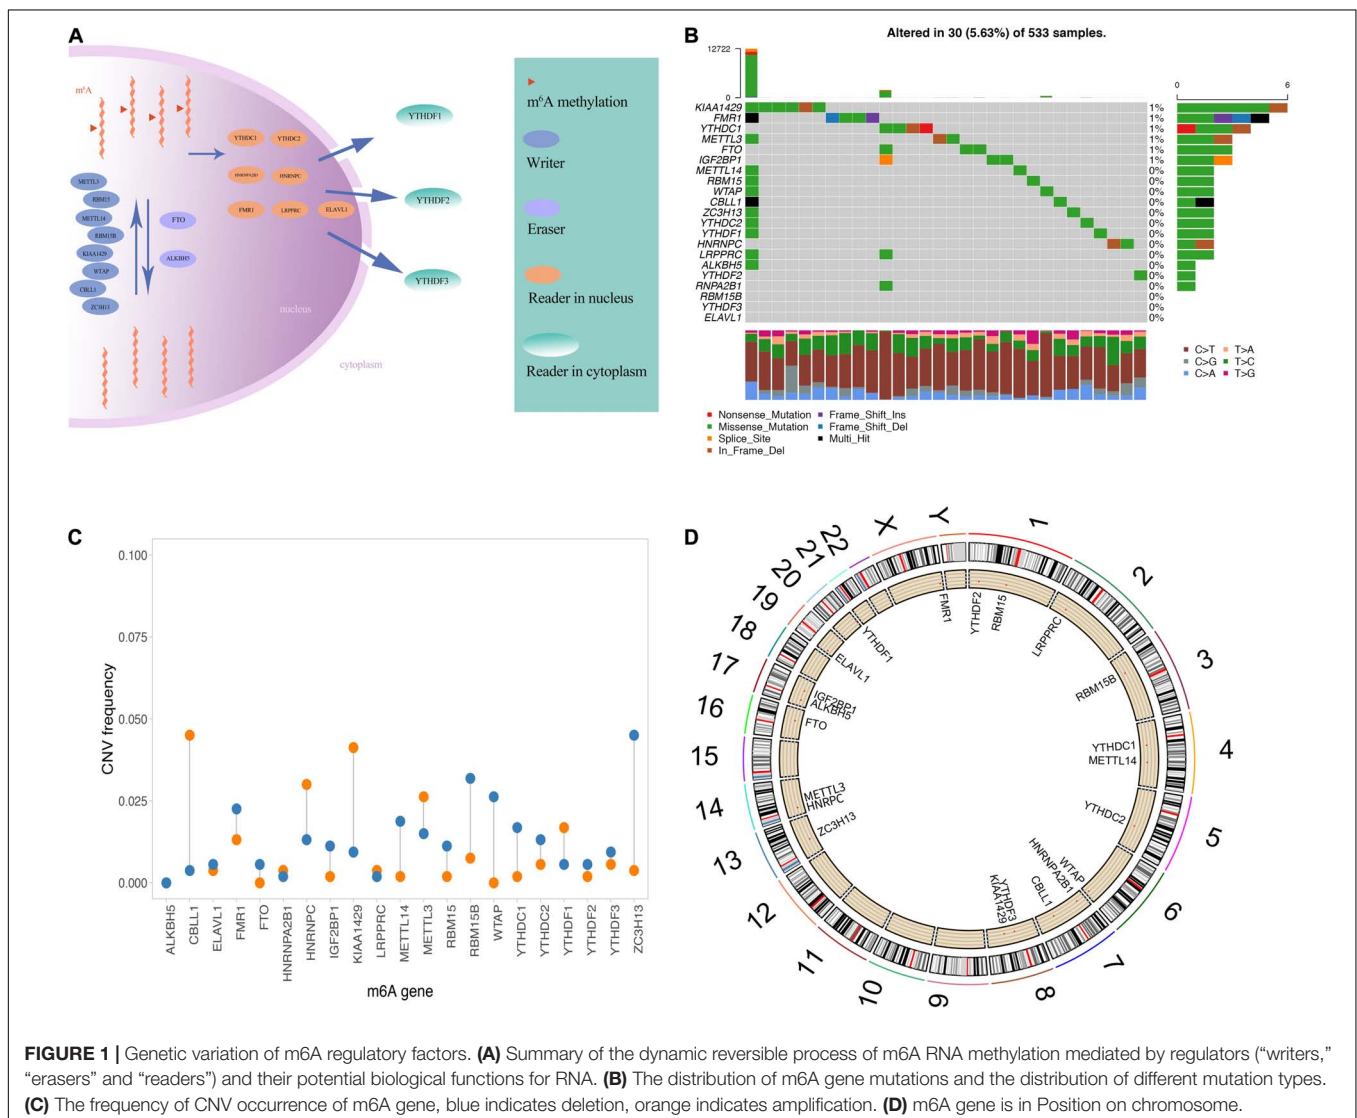 A
m⁶A
METTL3
RBM15
METTL14
RBM15B
KIAA1429
WTAP
CBLL1
ZC3H13
FTO
ALKBH5
YTHDC1
YTHDC2
HNRNPA2B1
HNRNPC
FMR1
LRPPRC
ELAVL1
nucleus
cytoplasm
YTHDF1
YTHDF2
YTHDF3
m⁶A methylation
Writer
Eraser
Reader in nucleus
Reader in cytoplasm
B
Altered in 30 (5.63%) of 533 samples.
12722
0
0 6
KIAA1429 1%
FMR1 1%
YTHDC1 1%
METTL3 1%
FTO 1%
IGF2BP1 1%
METTL14 0%
RBM15 0%
WTAP 0%
CBLL1 0%
ZC3H13 0%
YTHDC2 0%
YTHDF1 0%
HNRNPC 0%
LRPPRC 0%
ALKBH5 0%
YTHDF2 0%
RNPA2B1 0%
RBM15B 0%
YTHDF3 0%
ELAVL1 0%
C>T T>A
C>G T>C
C>A T>G
Nonsense_Mutation Frame_Shift_Ins
Missense_Mutation Frame_Shift_Del
Splice_Site Multi_Hit
In_Frame_Del
C
CNV frequency
0.100
0.075
0.050
0.025
0.000
ALKBH5
CBLL1
ELAVL1
FMR1
FTO
HNRNPA2B1
HNRNPC
IGF2BP1
KIAA1429
LRPPRC
METTL14
METTL3
RBM15
RBM15B
WTAP
YTHDC1
YTHDC2
YTHDF1
YTHDF2
YTHDF3
ZC3H13
m6A gene
D
1
2
3
4
5
6
7
8
9
10
11
12
13
14
15
16
17
18
19
20
21
22
X
Y
YTHDF2
RBM15
LRPPRC
RBM15B
YTHDC1
METTL14
YTHDC2
WTAP
HNRNPA2B1
CBLL1
YTHDF3
KIAA1429
ZC3H13
HNRPC
METTL3
FTO
ALKBH5
IGF2BP1
ELAVL1
YTHDF1
FMR1
FIGURE 1 | Genetic variation of m6A regulatory factors. (A) Summary of the dynamic reversible process of m6A RNA methylation mediated by regulators (“writers,”
“erasers” and “readers”) and their potential biological functions for RNA. (B) The distribution of m6A gene mutations and the distribution of different mutation types.
(C) The frequency of CNV occurrence of m6A gene, blue indicates deletion, orange indicates amplification. (D) m6A gene is in Position on chromosome.